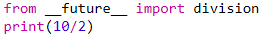 from __future__ import division
print(10/2)